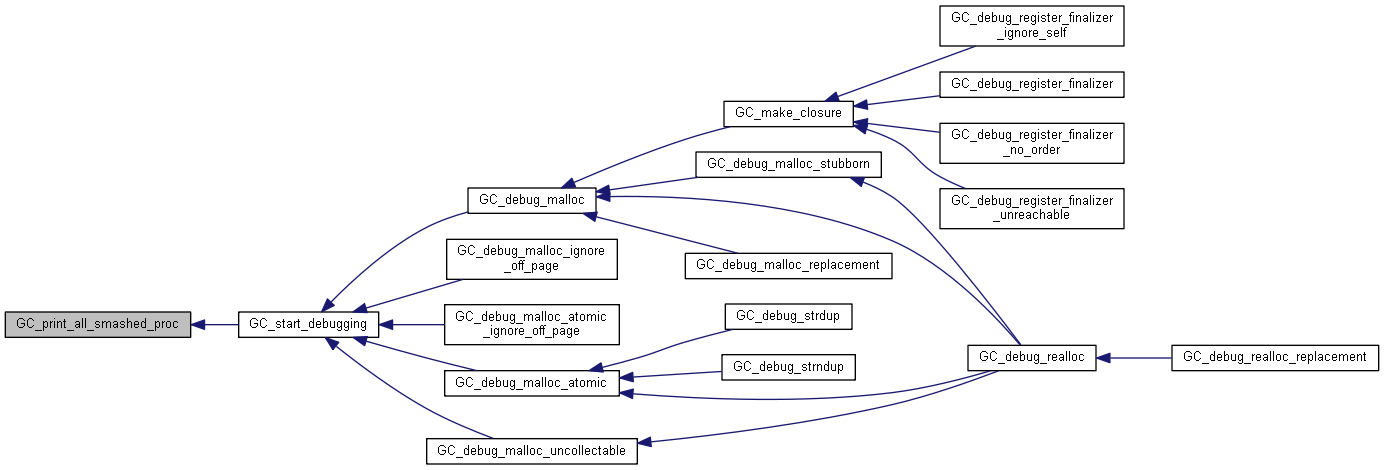 GC_debug_register_finalizer
_ignore_self
GC_debug_register_finalizer
GC_make_closure
GC_debug_register_finalizer
_no_order
GC_debug_malloc_stubborn
GC_debug_malloc
GC_debug_register_finalizer
_unreachable
GC_debug_malloc_ignore
_off_page
GC_debug_malloc_replacement
GC_print_all_smashed_proc
GC_start_debugging
GC_debug_malloc_atomic
_ignore_off_page
GC_debug_strdup
GC_debug_realloc
GC_debug_realloc_replacement
GC_debug_strndup
GC_debug_malloc_atomic
GC_debug_malloc_uncollectable